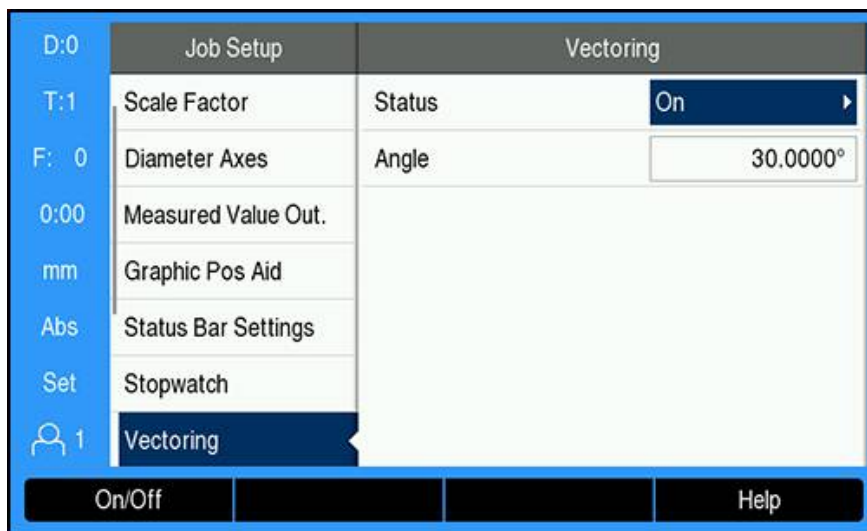 D:0
T:1
F: 0
0:00
mm
Abs
Set
1
Job Setup
Scale Factor
Diameter Axes
Measured Value Out.
Graphic Pos Aid
Status Bar Settings
Stopwatch
Vectoring
Vectoring
Status On
Angle 30.0000°
On/Off Help